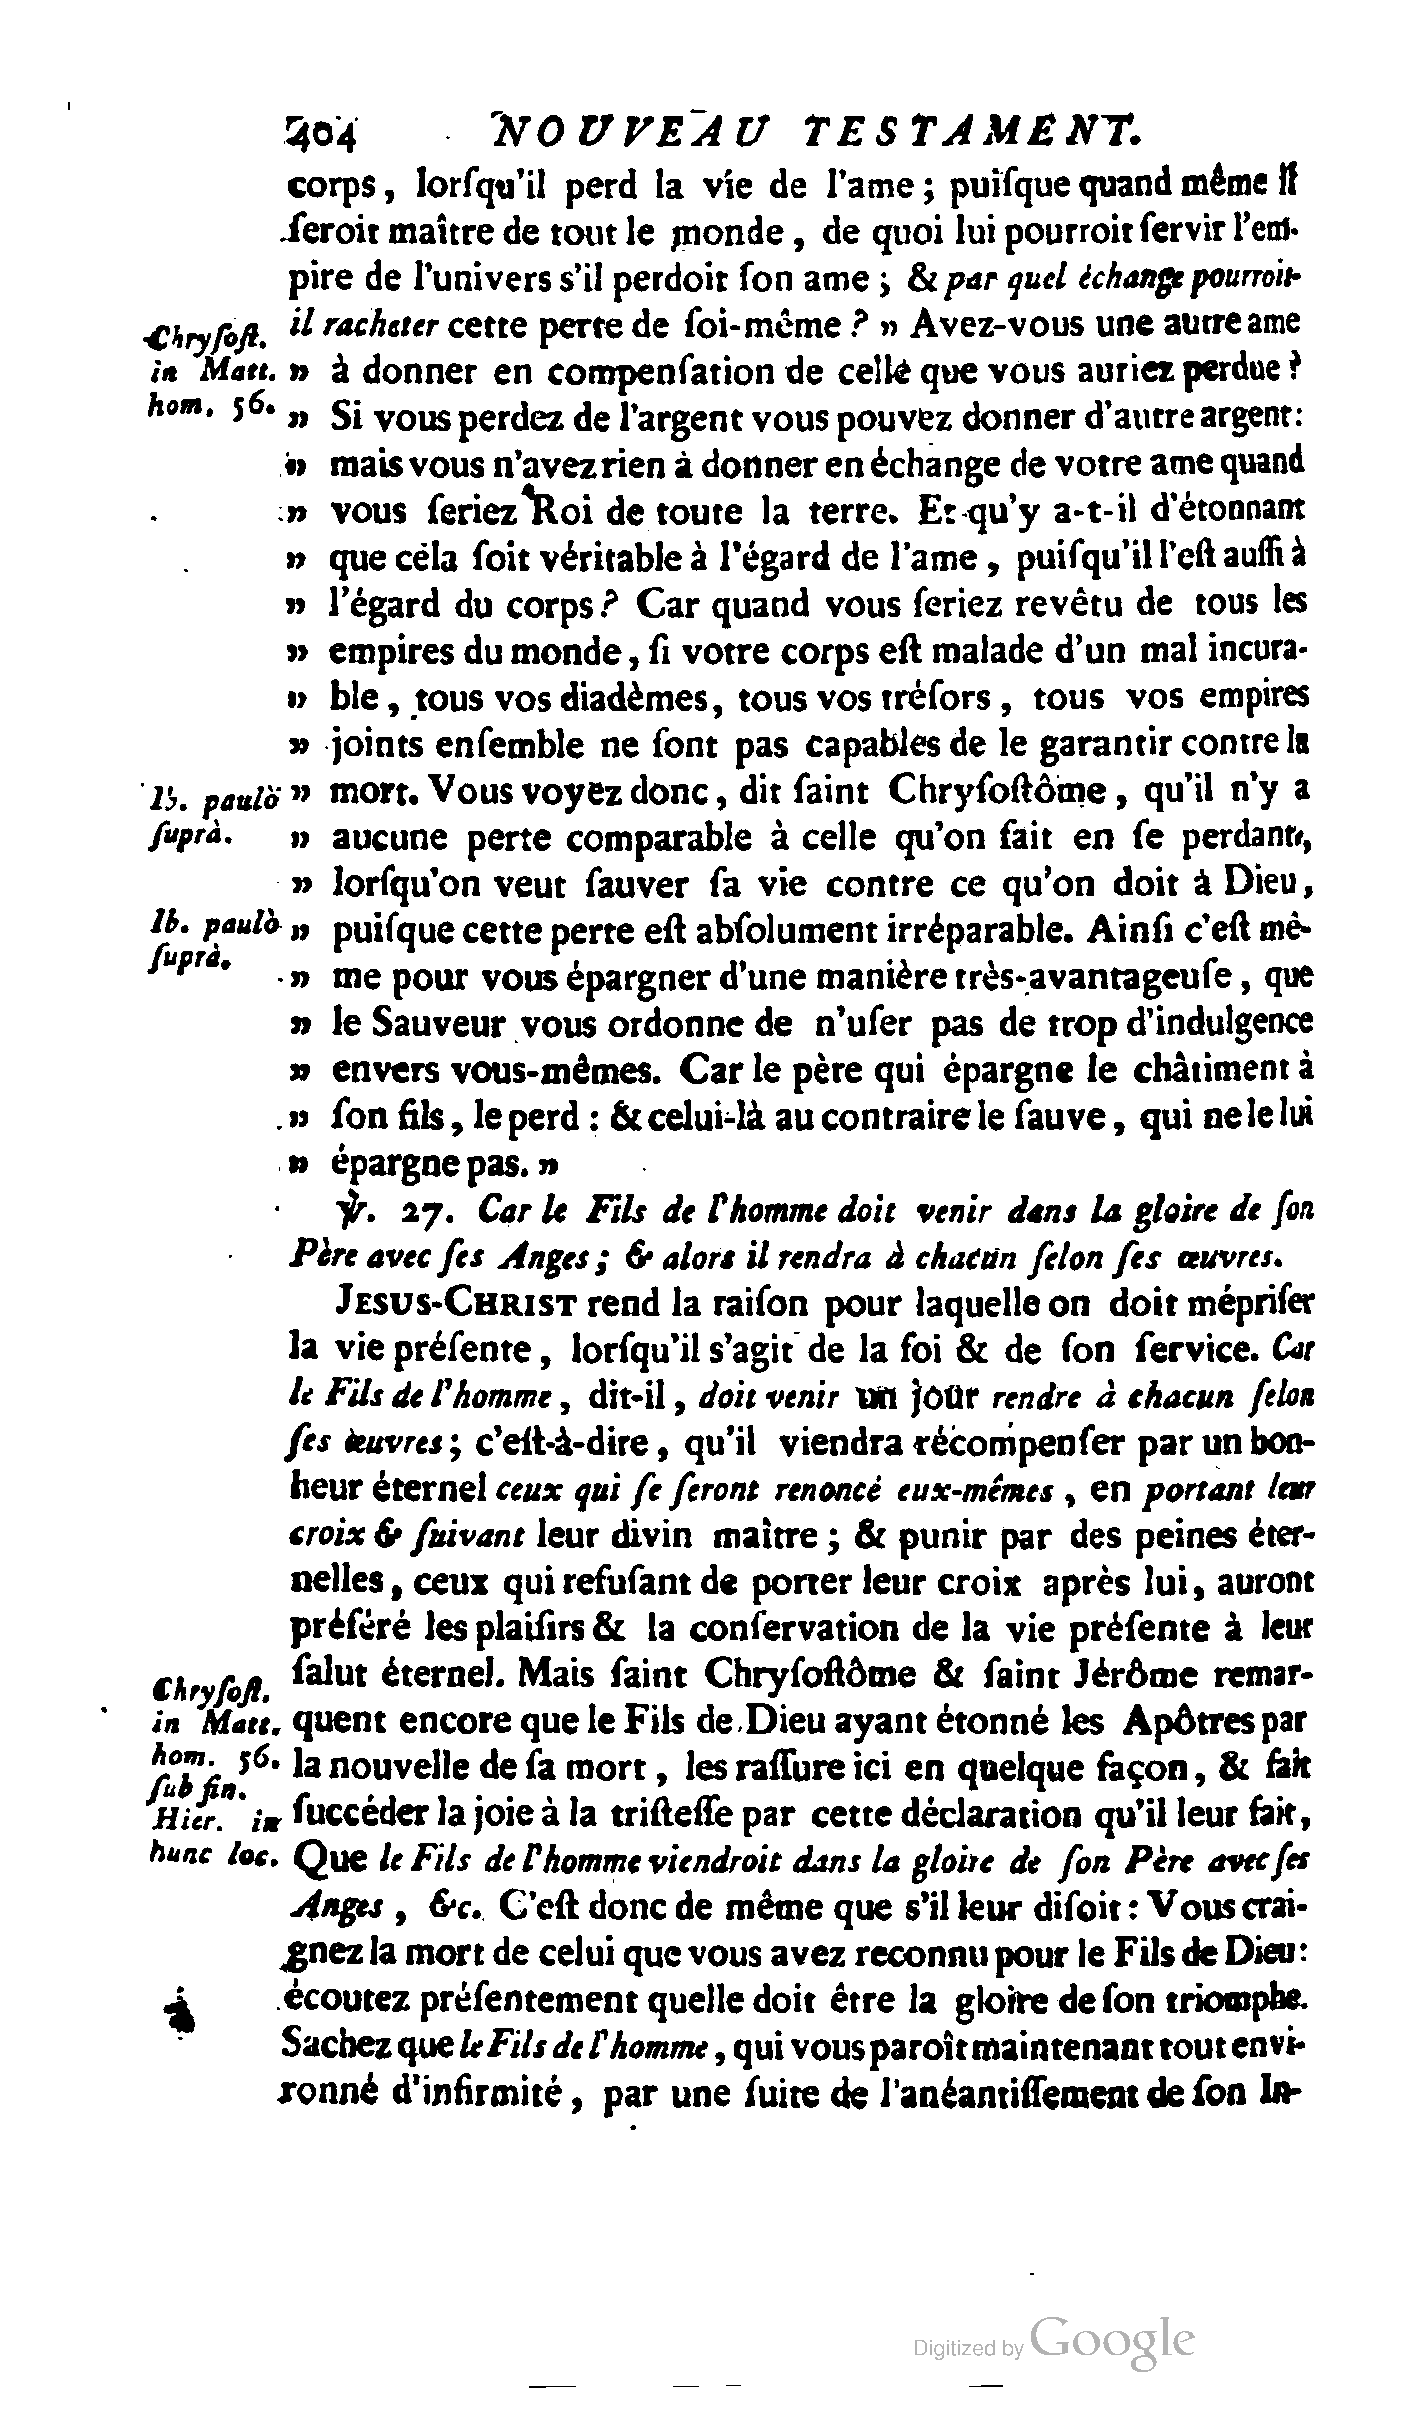 404 NOUVEAU TESTAMENT.
corps, lorſqu'il perd la vie de l'ame ; puiſque quand même il
ſeroit maître de tout le monde, de quoi lui pourroit ſervir l'em-
pire de l'univers s'il perdoit ſon ame ; & par quel échange pourroit-
il racheter cette perte de ſoi-même ? » Avez-vous une autre ame
» à donner en compenſation de celle que vous auriez perdue ?
» Si vous perdez de l'argent vous pouvez donner d'autre argent :
» mais vous n'avez rien à donner en échange de votre ame quand
» vous ſeriez Roi de toute la terre. Et qu'y a-t-il d'étonnant
» que céla ſoit véritable à l'égard de l'ame, puiſqu'il l'eſt auſſi à
» l'égard du corps ? Car quand vous ſeriez revêtu de tous les
» empires du monde, ſi votre corps eſt malade d'un mal incura-
» ble, tous vos diadèmes, tous vos tréſors, tous vos empires
» joints enſemble ne ſont pas capables de le garantir contre la
» mort. Vous voyez donc, dit ſaint Chryſoſtôme, qu'il n'y a
» aucune perte comparable à celle qu'on fait en ſe perdant,
» lorſqu'on veut ſauver ſa vie contre ce qu'on doit à Dieu,
» puiſque cette perte eſt abſolument irréparable. Ainſi c'eſt mê-
» me pour vous épargner d'une manière très-avantageuſe, que
» le Sauveur vous ordonne de n'uſer pas de trop d'indulgence
» envers vous-mêmes. Car le père qui épargne le châtiment à
» ſon fils, le perd : & celui-là au contraire le ſauve, qui ne le lui
» épargne pas. »
℣. 27. Car le Fils de l'homme doit venir dans la gloire de ſon
Père avec ſes Anges ; & alors il rendra à chacun ſelon ſes œuvres.
JESUS-CHRIST rend la raiſon pour laquelle on doit mépriſer
la vie préſente, lorſqu'il s'agit de la foi & de ſon ſervice. Car
le Fils de l'homme, dit-il, doit venir un jour rendre à chacun ſelon
ſes œuvres ; c'eſt-à-dire, qu'il viendra récompenſer par un bon-
heur éternel ceux qui ſe ſeront renoncé eux-mêmes, en portant leur
croix & ſuivant leur divin maître ; & punir par des peines éter-
nelles, ceux qui refuſant de porter leur croix après lui, auront
préféré les plaiſirs & la conſervation de la vie préſente à leur
ſalut éternel. Mais ſaint Chryſoſtôme & ſaint Jérôme remar-
quent encore que le Fils de Dieu ayant étonné les Apôtres par
la nouvelle de ſa mort, les raſſure ici en quelque façon, & fait
ſuccéder la joie à la triſteſſe par cette déclaration qu'il leur fait,
Que le Fils de l'homme viendroit dans la gloire de ſon Père avec ſes
Anges, &c. C'eſt donc de même que s'il leur diſoit : Vous crai-
gnez la mort de celui que vous avez reconnu pour le Fils de Dieu :
écoutez préſentement quelle doit être la gloire de ſon triomphe.
Sachez que le Fils de l'homme, qui vous paroît maintenant tout envi-
ronné d'infirmité, par une ſuite de l'anéantiſſement de ſon In-
Chryſoſt.
in Matt.
hom. 56.
Ib. paulò
ſuprà.
Ib. paulò
ſuprà.
Chryſoſt.
in Matt.
hom. 56.
ſub fin.
Hier. in
hunc loc.
Digitized by Google